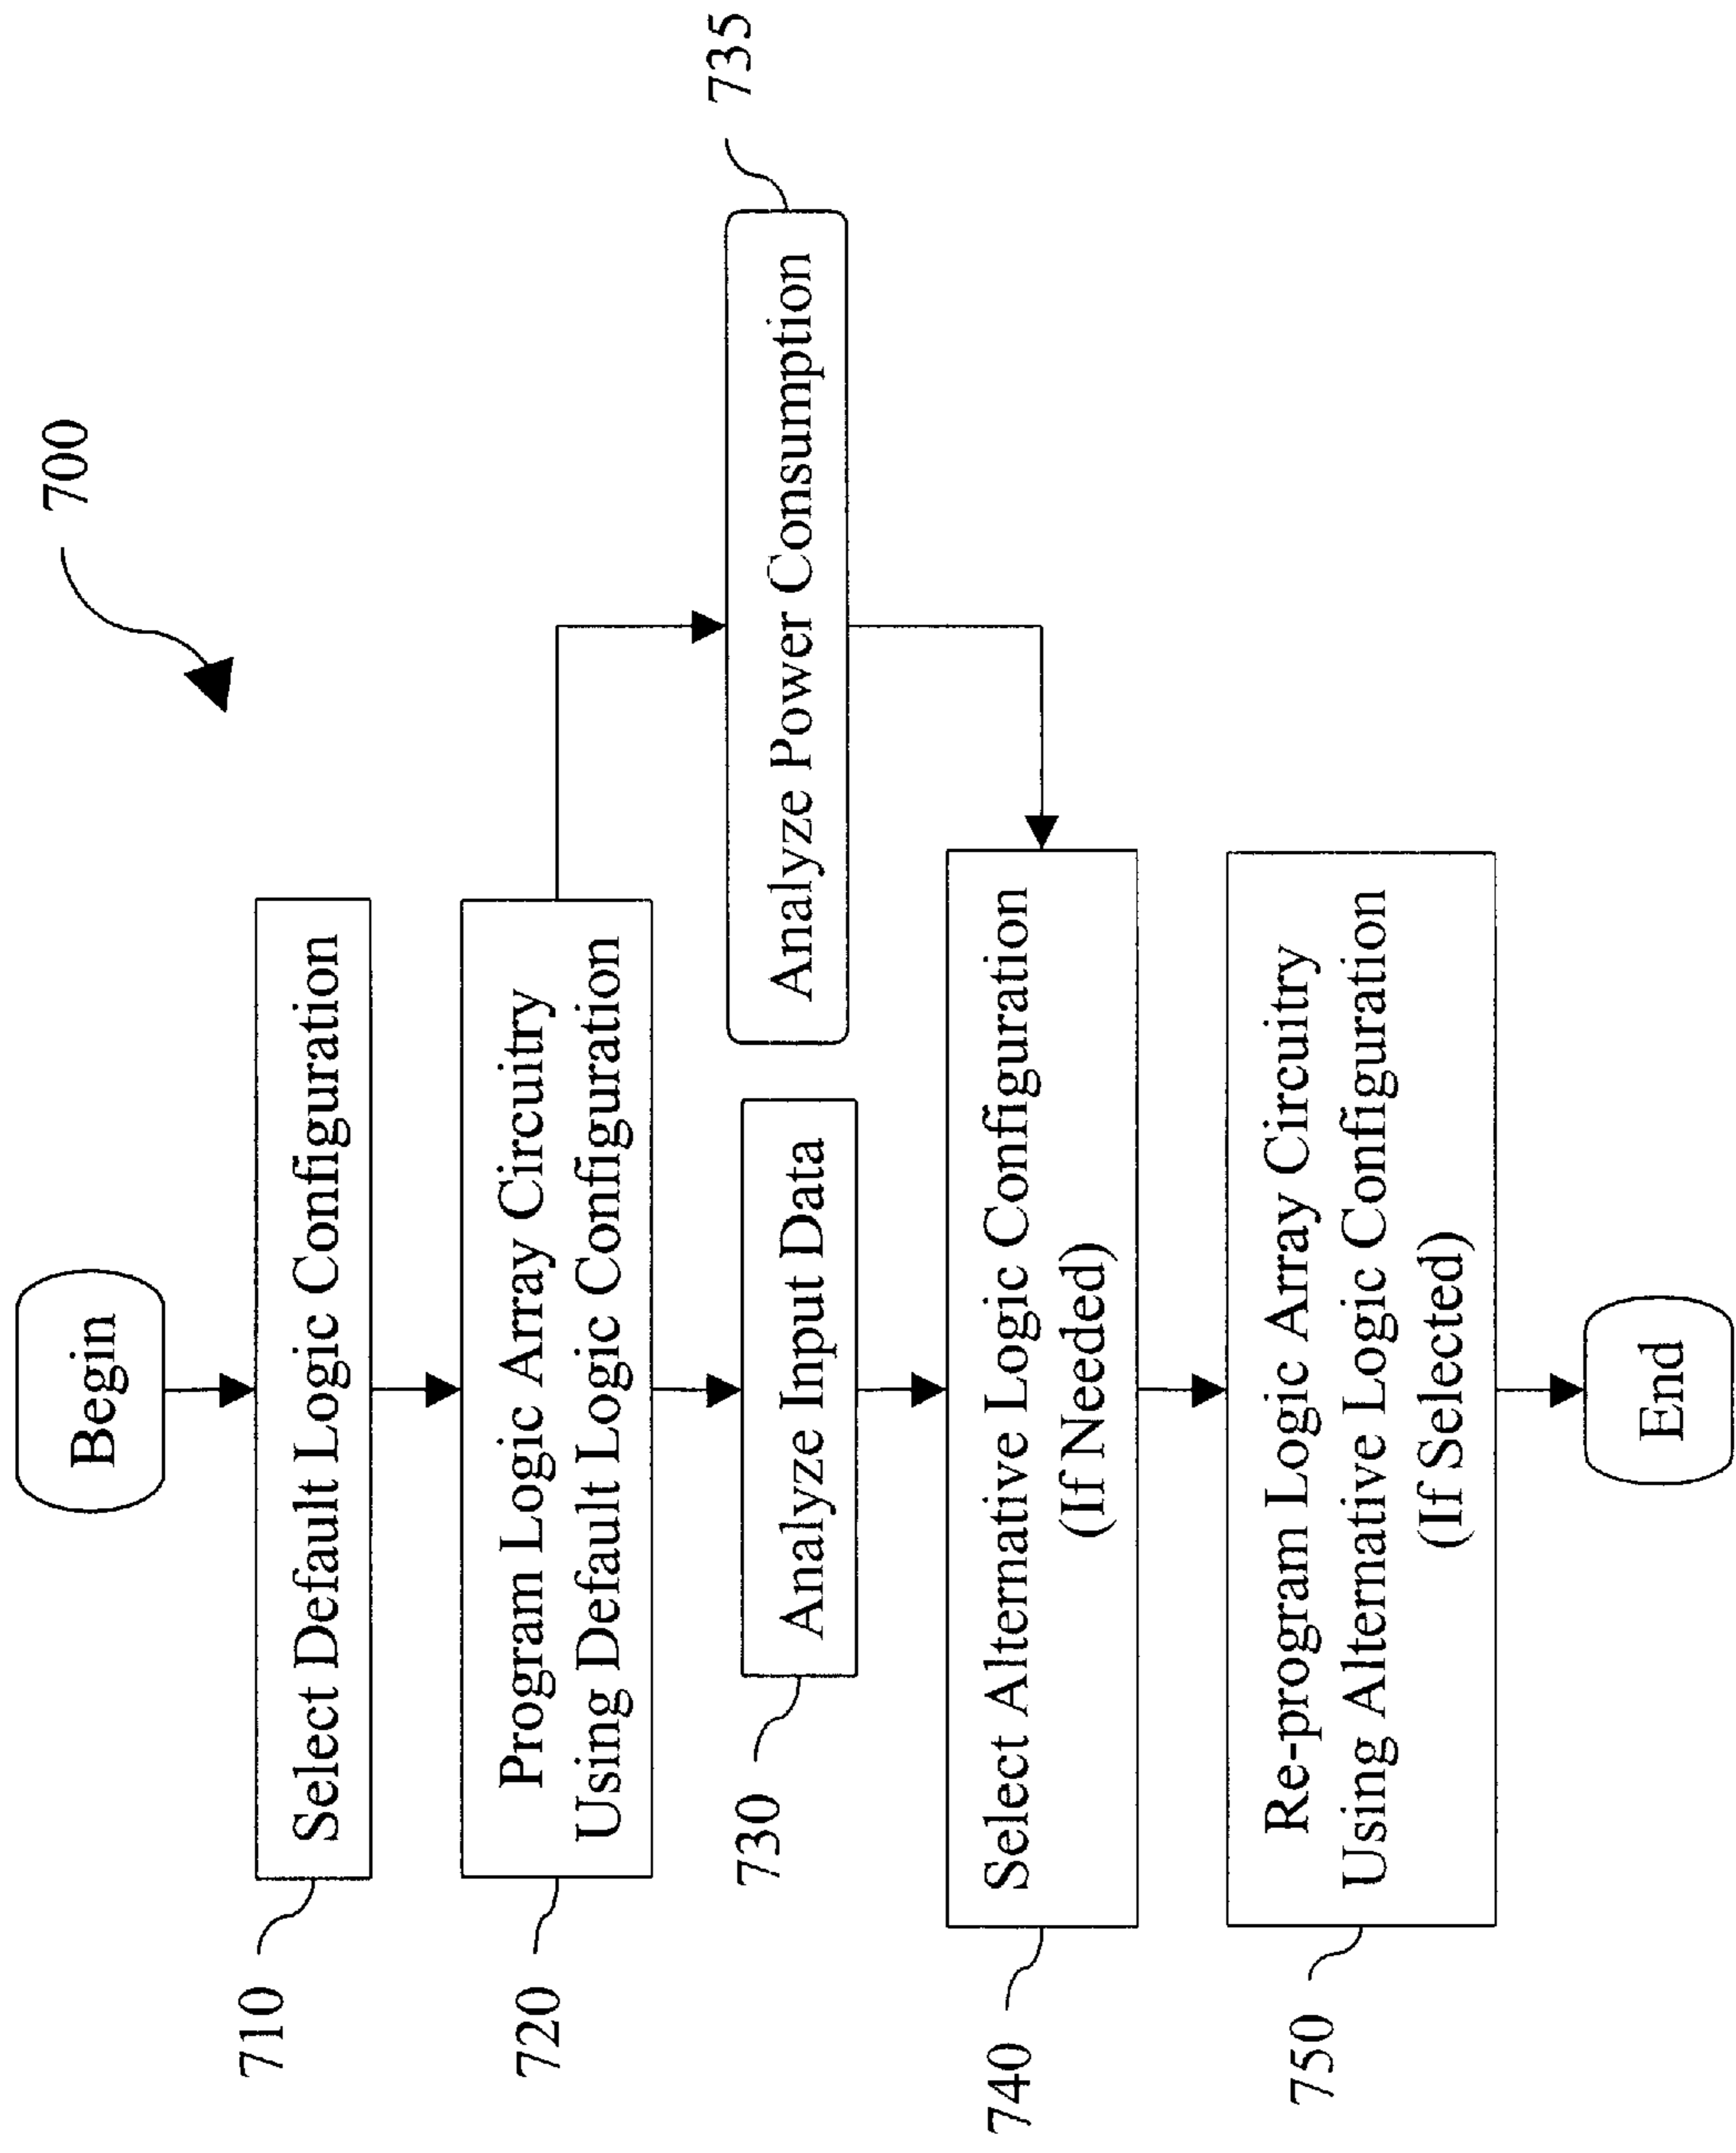 700
Begin
710
Select Default Logic Configuration
720
Program Logic Array Circuitry
Using Default Logic Configuration
730
Analyze Input Data
Analyze Power Consumption
735
740
Select Alternative Logic Configuration
(If Needed)
750
Re-program Logic Array Circuitry
Using Alternative Logic Configuration
(If Selected)
End